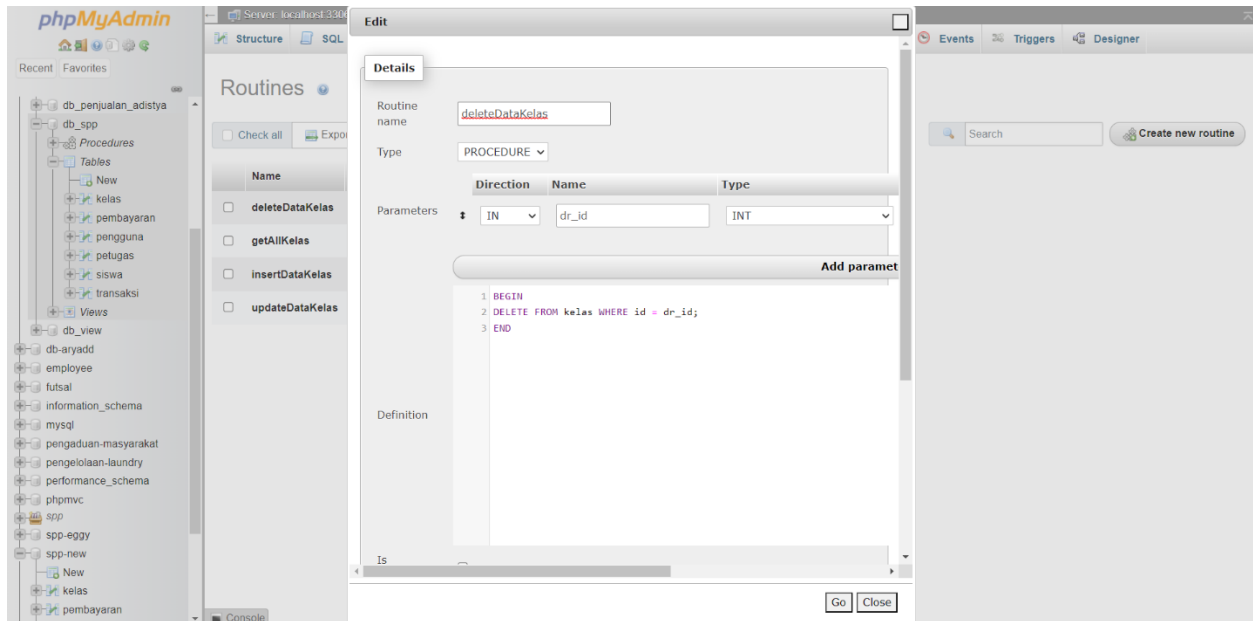 phpMyAdmin
Recent Favorites
db_penjualan_adistya
db_spp
Procedures
Tables
New
kelas
pembayaran
pengguna
petugas
siswa
transaksi
Views
db_view
db-aryadd
employee
futsal
information_schema
mysql
pengaduan-masyarakat
pengelolaan-laundry
performance_schema
phpmvc
spp
spp-eggy
spp-new
New
kelas
pembayaran
Server: localhost:330
Structure SQL
Routines
Check all Expo
Name
deleteDataKelas
getAllKelas
insertDataKelas
updateDataKelas
Console
Edit
Details
Routine name deleteDataKelas
Type PROCEDURE
Direction Name Type
Parameters IN dr_id INT
Add paramet
1 BEGIN
2 DELETE FROM kelas WHERE id = dr_id;
3 END
Definition
Is
Go Close
Events Triggers Designer
Search Create new routine